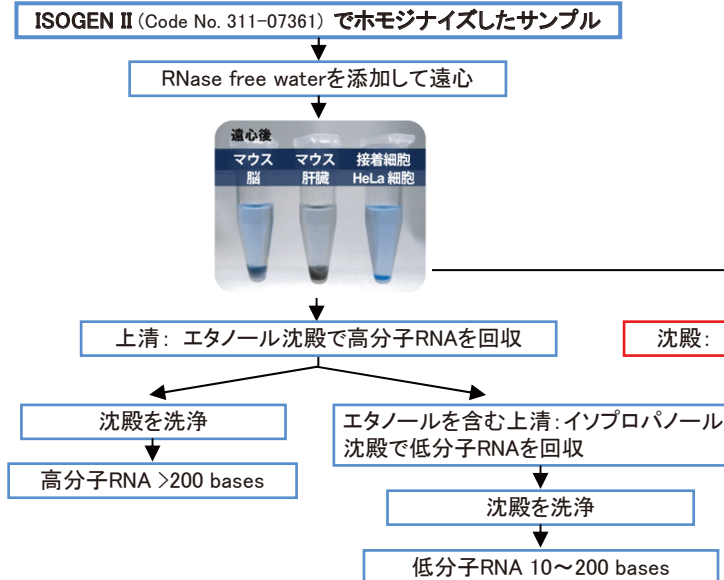 ISOGEN II (Code No. 311-07361) でホモジナイズしたサンプル
RNase free waterを添加して遠心
遠心後
マウス 脳
マウス 肝臓
接着細胞 HeLa 細胞
上清: エタノール沈殿で高分子RNAを回収
沈殿:
沈殿を洗浄
高分子RNA >200 bases
エタノールを含む上清:イソプロパノール
沈殿で低分子RNAを回収
沈殿を洗浄
低分子RNA 10～200 bases